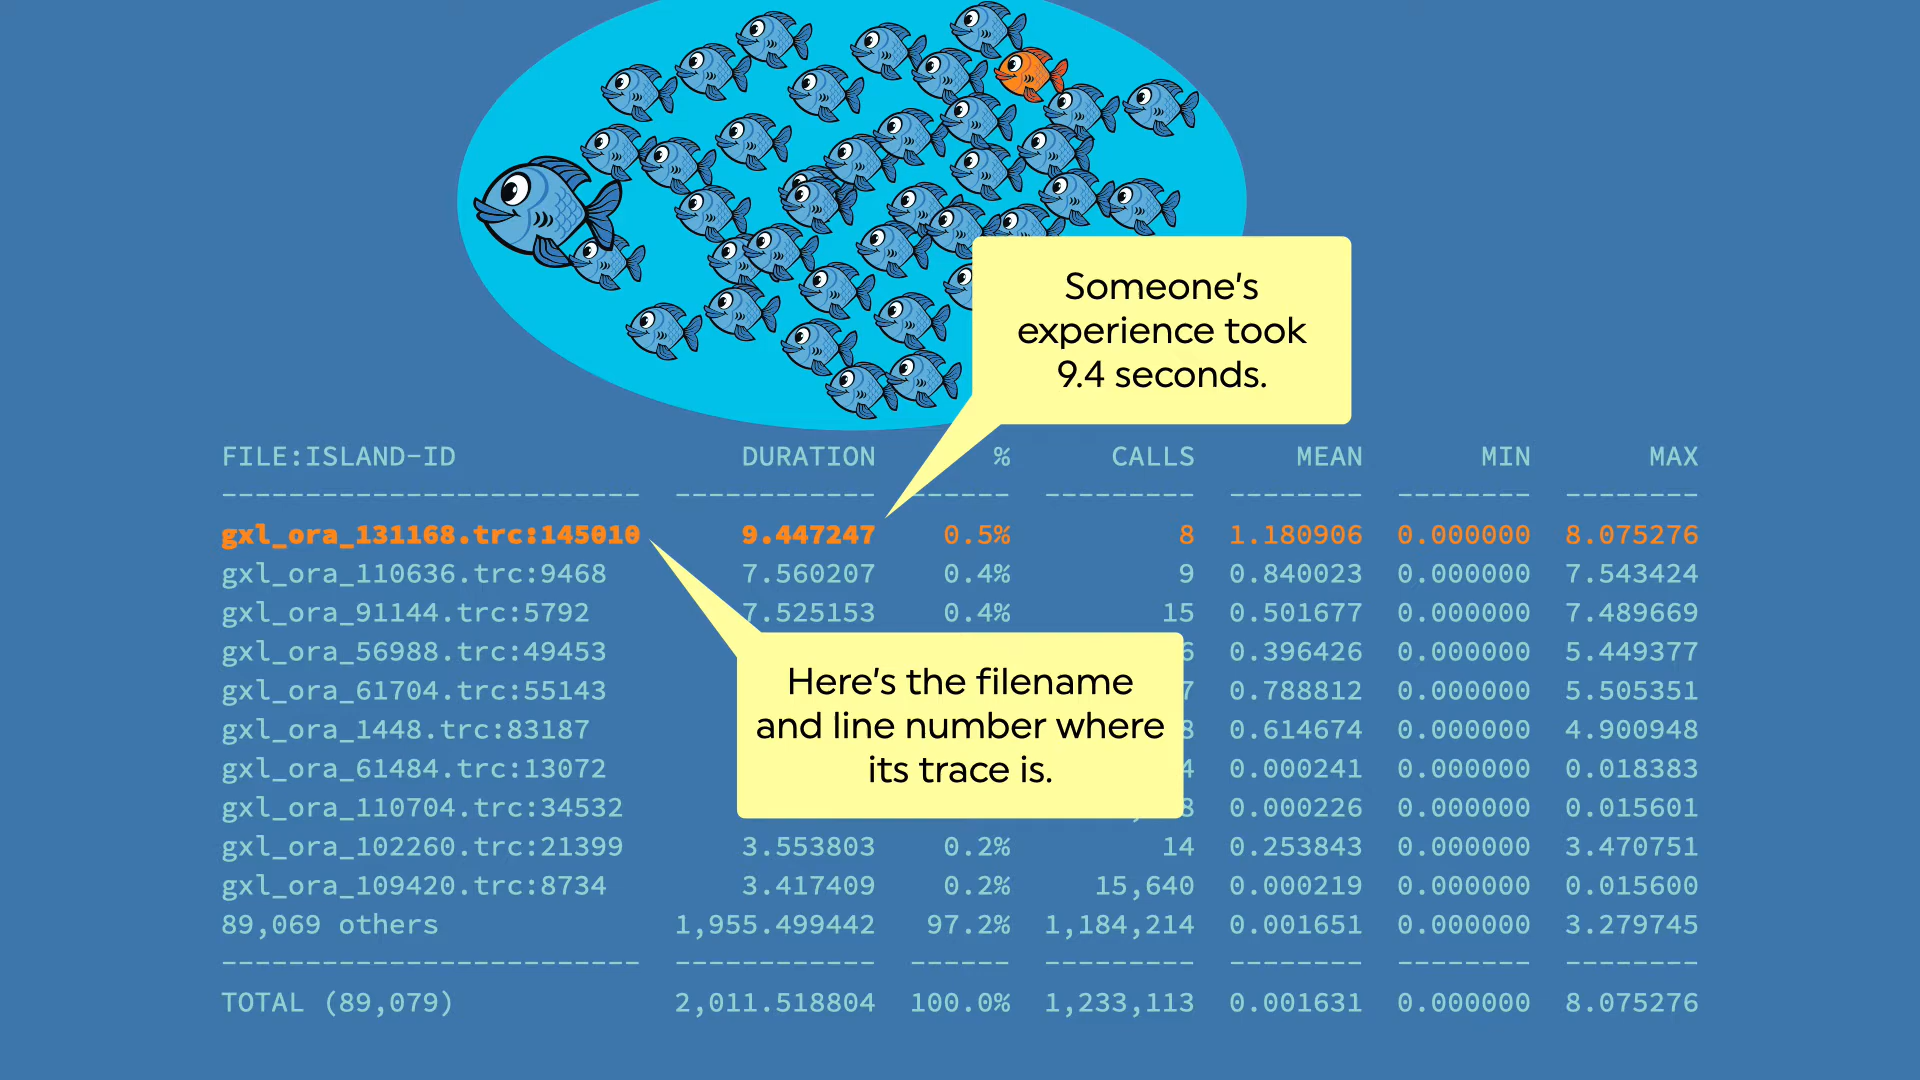 Someone's
experience took
9.4 seconds.
FILE:ISLAND-ID DURATION % CALLS MEAN MIN MAX
------------------------- ------------ ------ --------- -------- -------- --------
gxl_ora_131168.trc:145010 9.447247 0.5% 8 1.180906 0.000000 8.075276
gxl_ora_110636.trc:9468 7.560207 0.4% 9 0.840023 0.000000 7.543424
gxl_ora_91144.trc:5792 7.525153 0.4% 15 0.501677 0.000000 7.489669
gxl_ora_56988.trc:49453 0.396426 0.000000 5.449377
gxl_ora_61704.trc:55143 0.788812 0.000000 5.505351
gxl_ora_1448.trc:83187 0.614674 0.000000 4.900948
gxl_ora_61484.trc:13072 0.000241 0.000000 0.018383
gxl_ora_110704.trc:34532 0.000226 0.000000 0.015601
Here's the filename
and line number where
its trace is.
gxl_ora_102260.trc:21399 3.553803 0.2% 14 0.253843 0.000000 3.470751
gxl_ora_109420.trc:8734 3.417409 0.2% 15,640 0.000219 0.000000 0.015600
89,069 others 1,955.499442 97.2% 1,184,214 0.001651 0.000000 3.279745
------------------------- ------------ ------ --------- -------- -------- --------
TOTAL (89,079) 2,011.518804 100.0% 1,233,113 0.001631 0.000000 8.075276